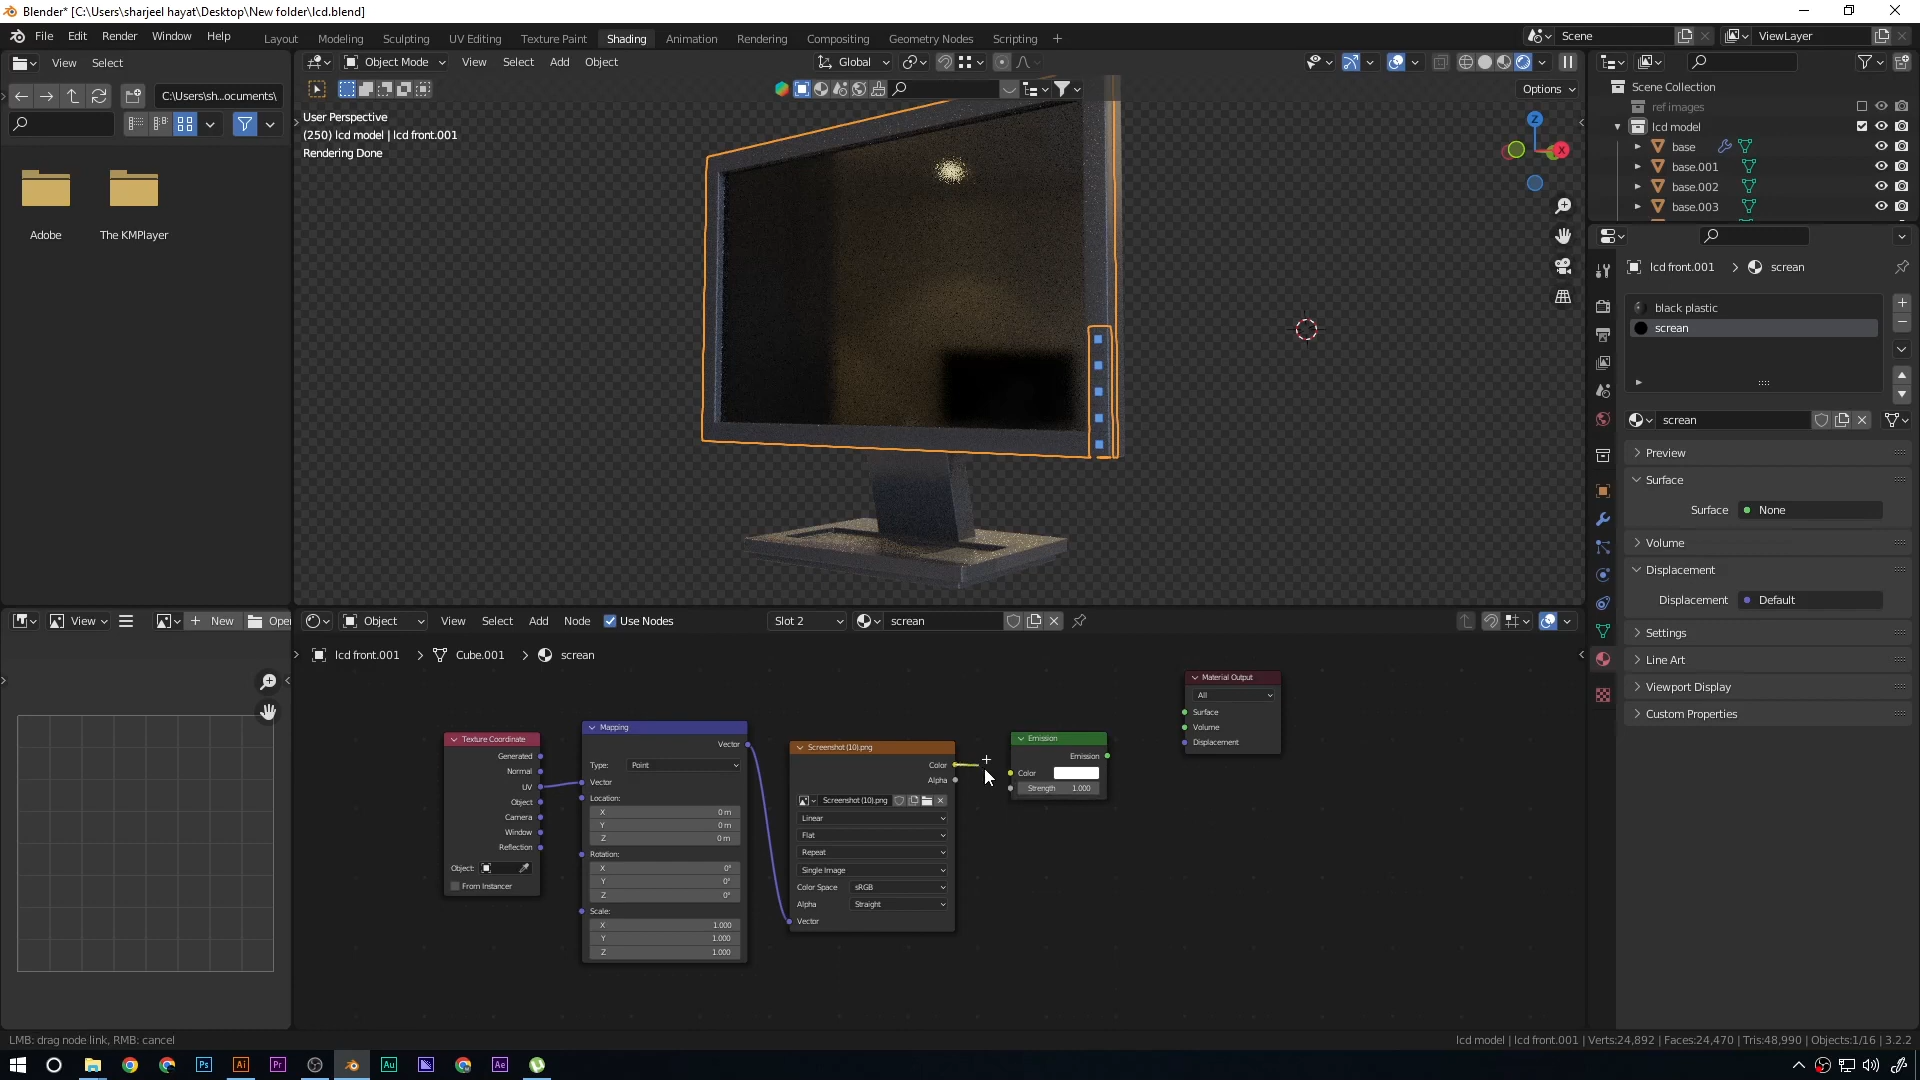 Blender* [C:\Users\sharjeel hayat\Desktop\New folder\lcd.blend]
File Edit Render Window Help
Layout Modeling Sculpting UV Editing Texture Paint Shading Animation Rendering Compositing Geometry Nodes Scripting
Scene
ViewLayer
View Select
Object Mode View Select Add Object
Global
C:\Users\sh...ocuments\
Options
Adobe
The KMPlayer
User Perspective
(250) lcd model | lcd front.001
Rendering Done
Z
X
Scene Collection
ref images
lcd model
base
base.001
base.002
base.003
lcd front.001 screan
black plastic
screan
screan
Preview
Surface
Surface None
Volume
Displacement
Displacement Default
Settings
Line Art
Viewport Display
Custom Properties
View New Open
Object View Select Add Node Use Nodes Slot 2 screan
lcd front.001 Cube.001 screan
Texture Coordinate
Generated
Normal
UV
Object
Camera
Window
Reflection
Object:
From Instancer
Mapping
Vector
Type: Point
Vector
Location:
X 0 m
Y 0 m
Z 0 m
Rotation:
X 0°
Y 0°
Z 0°
Scale:
X 1.000
Y 1.000
Z 1.000
Screenshot (10).png
Color
Alpha
Screenshot (10).png
Linear
Flat
Repeat
Single Image
Color Space sRGB
Alpha Straight
Vector
Emission
Emission
Color
Strength 1.000
Material Output
All
Surface
Volume
Displacement
LMB: drag node link, RMB: cancel
lcd model | lcd front.001 | Verts:24,892 | Faces:24,470 | Tris:48,990 | Objects:1/16 | 3.2.2
Ps
Ai
Pr
Au
Ae